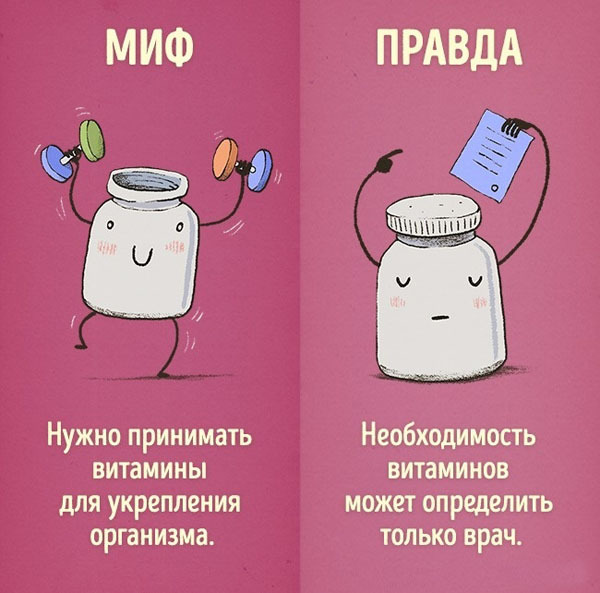 МИФ
Нужно принимать
витамины
для укрепления
организма.
ПРАВДА
Необходимость
витаминов
может определить
только врач.